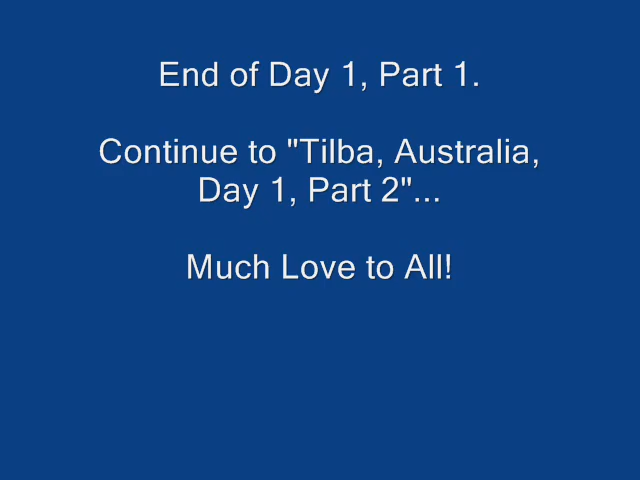 End of Day 1, Part 1.
Continue to "Tilba, Australia,
Day 1, Part 2"...
Much Love to All!